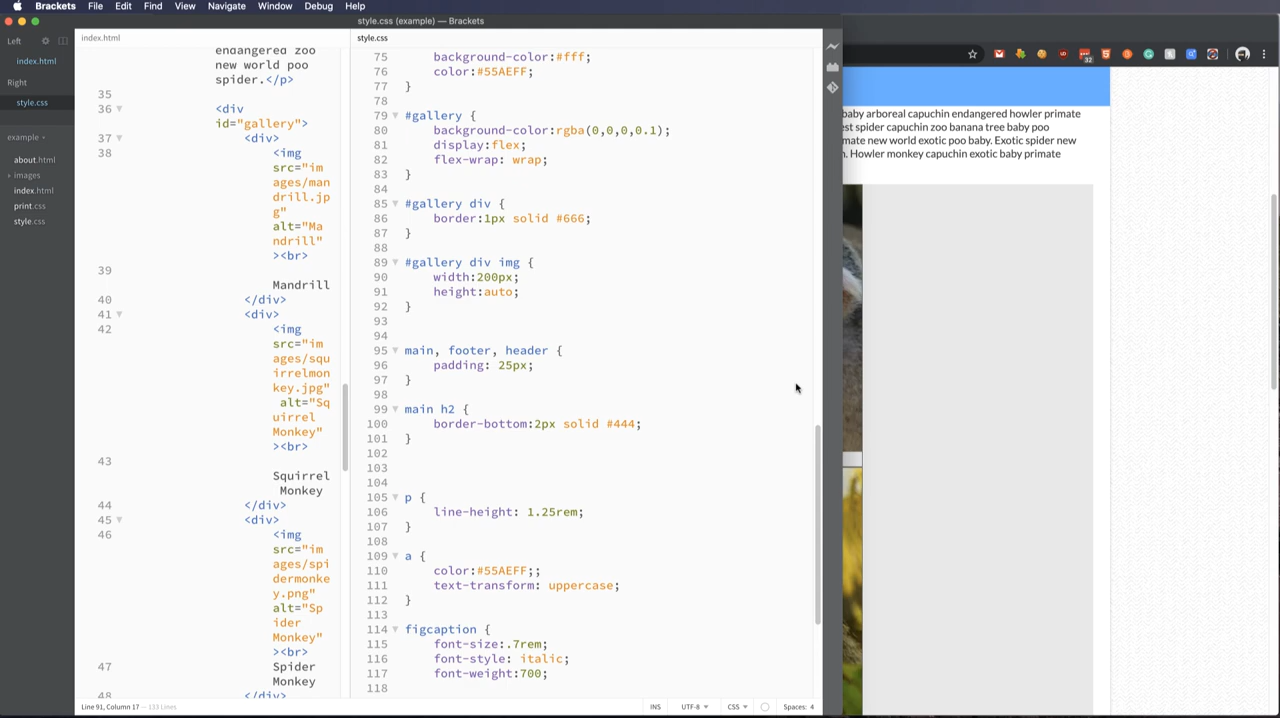 Brackets File Edit Find View Navigate Window Debug Help
style.css (example) — Brackets
Left
index.html
Right
style.css
example
about.html
images
index.html
print.css
style.css
index.html
endangered zoo
new world poo
spider.</p>
35
36 <div
id="gallery">
37 <div>
38 <img
src="im
ages/man
drill.jp
g"
alt="Ma
ndrill"
><br>
39
Mandrill
40 </div>
41 <div>
42 <img
src="im
ages/squ
irrelmon
key.jpg"
alt="Sq
uirrel
Monkey"
><br>
43
Squirrel
Monkey
44 </div>
45 <div>
46 <img
src="im
ages/spi
dermonke
y.png"
alt="Sp
ider
Monkey"
><br>
47 Spider
Monkey
48 </div>
style.css
75 background-color:#fff;
76 color:#55AEFF;
77 }
78
79 #gallery {
80 background-color:rgba(0,0,0,0.1);
81 display:flex;
82 flex-wrap: wrap;
83 }
84
85 #gallery div {
86 border:1px solid #666;
87 }
88
89 #gallery div img {
90 width:200px;
91 height:auto;
92 }
93
94
95 main, footer, header {
96 padding: 25px;
97 }
98
99 main h2 {
100 border-bottom:2px solid #444;
101 }
102
103
104
105 p {
106 line-height: 1.25rem;
107 }
108
109 a {
110 color:#55AEFF;;
111 text-transform: uppercase;
112 }
113
114 figcaption {
115 font-size:.7rem;
116 font-style: italic;
117 font-weight:700;
118
Line 91, Column 17 — 133 Lines
INS UTF-8 CSS Spaces: 4
32
baby arboreal capuchin endangered howler primate
est spider capuchin zoo banana tree baby poo
mate new world exotic poo baby. Exotic spider new
. Howler monkey capuchin exotic baby primate